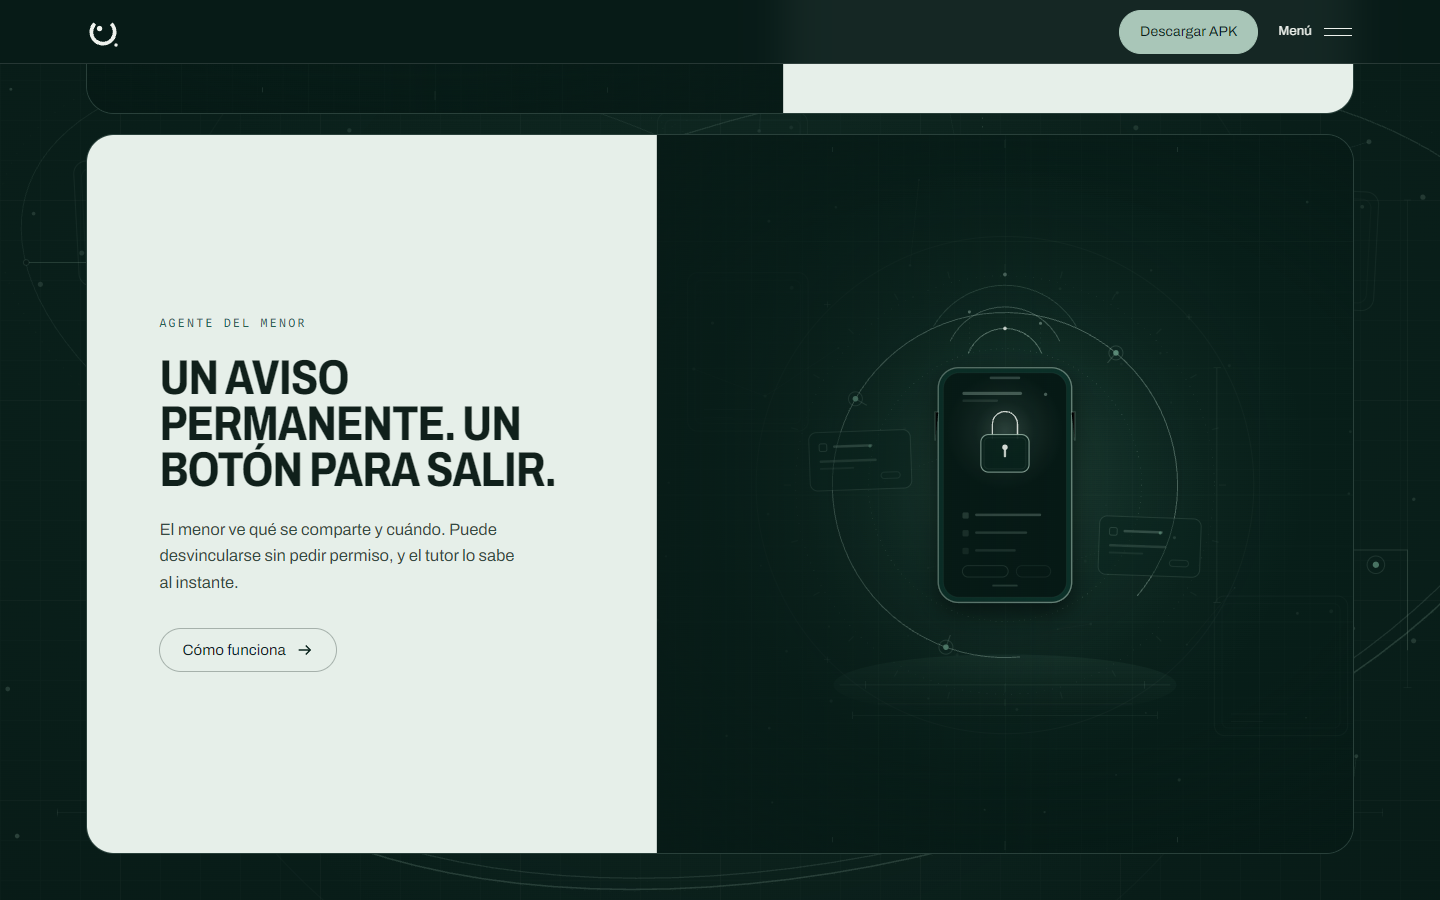 Descargar APK
Menú
AGENTE DEL MENOR
UN AVISO
PERMANENTE. UN
BOTÓN PARA SALIR.
El menor ve qué se comparte y cuándo. Puede
desvincularse sin pedir permiso, y el tutor lo sabe
al instante.
Cómo funciona